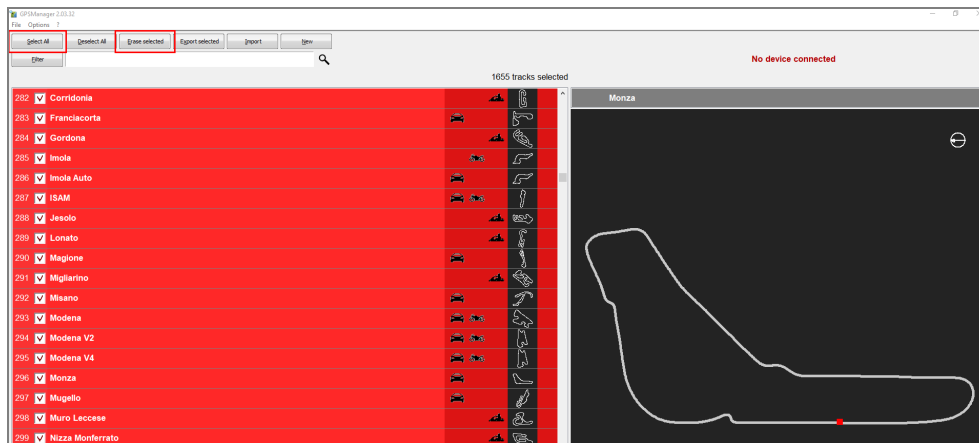 GPSManager 2.03.32
File Options ?
Select All Deselect All Erase selected Export selected Import New
Filter
No device connected
1655 tracks selected
282 Corridonia
283 Franciacorta
284 Gordona
285 Imola
286 Imola Auto
287 ISAM
288 Jesolo
289 Lonato
290 Magione
291 Migliarino
292 Misano
293 Modena
294 Modena V2
295 Modena V4
296 Monza
297 Mugello
298 Muro Leccese
299 Nizza Monferrato
Monza